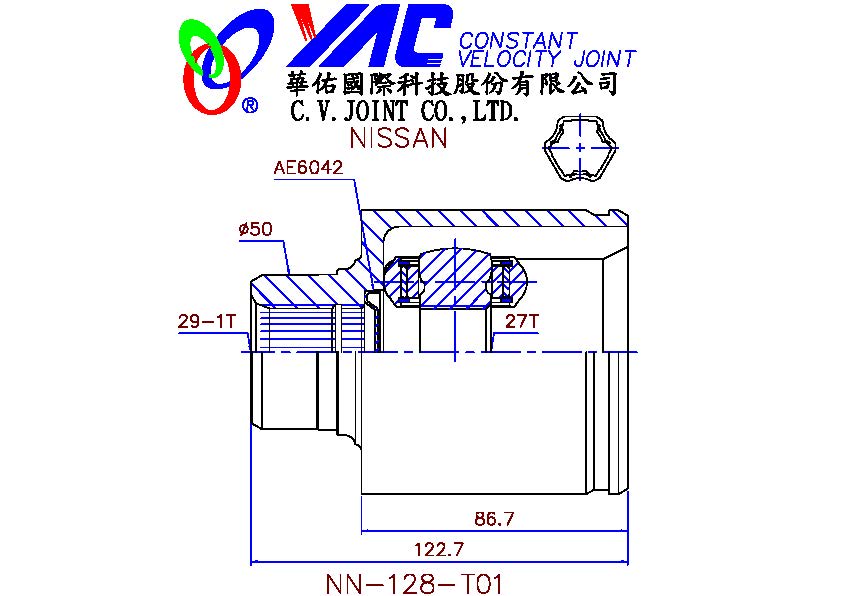 YAC CONSTANT
VELOCITY JOINT
®
華佑國際科技股份有限公司
C.V.JOINT CO.,LTD.
NISSAN
AE6042
ø50
29-1T
27T
86.7
122.7
NN-128-T01